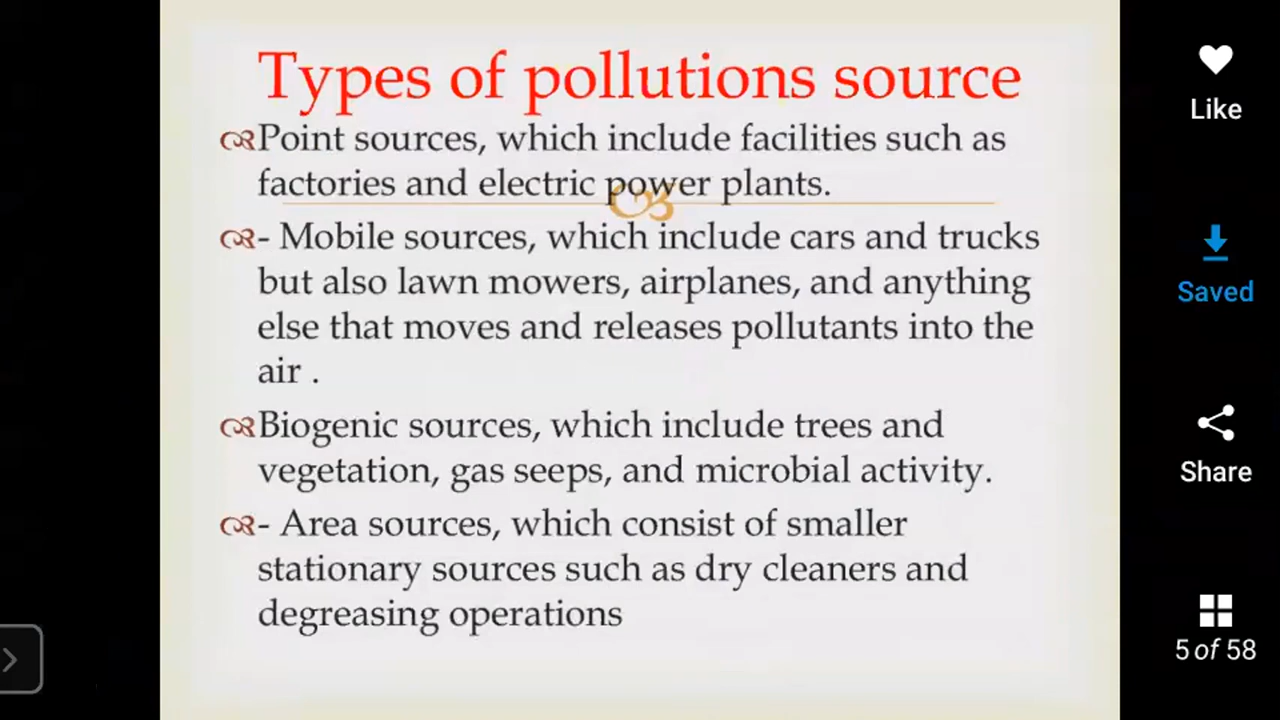 Types of pollutions source
Point sources, which include facilities such as
factories and electric power plants.
- Mobile sources, which include cars and trucks
but also lawn mowers, airplanes, and anything
else that moves and releases pollutants into the
air .
Biogenic sources, which include trees and
vegetation, gas seeps, and microbial activity.
- Area sources, which consist of smaller
stationary sources such as dry cleaners and
degreasing operations
Like
Saved
Share
5 of 58